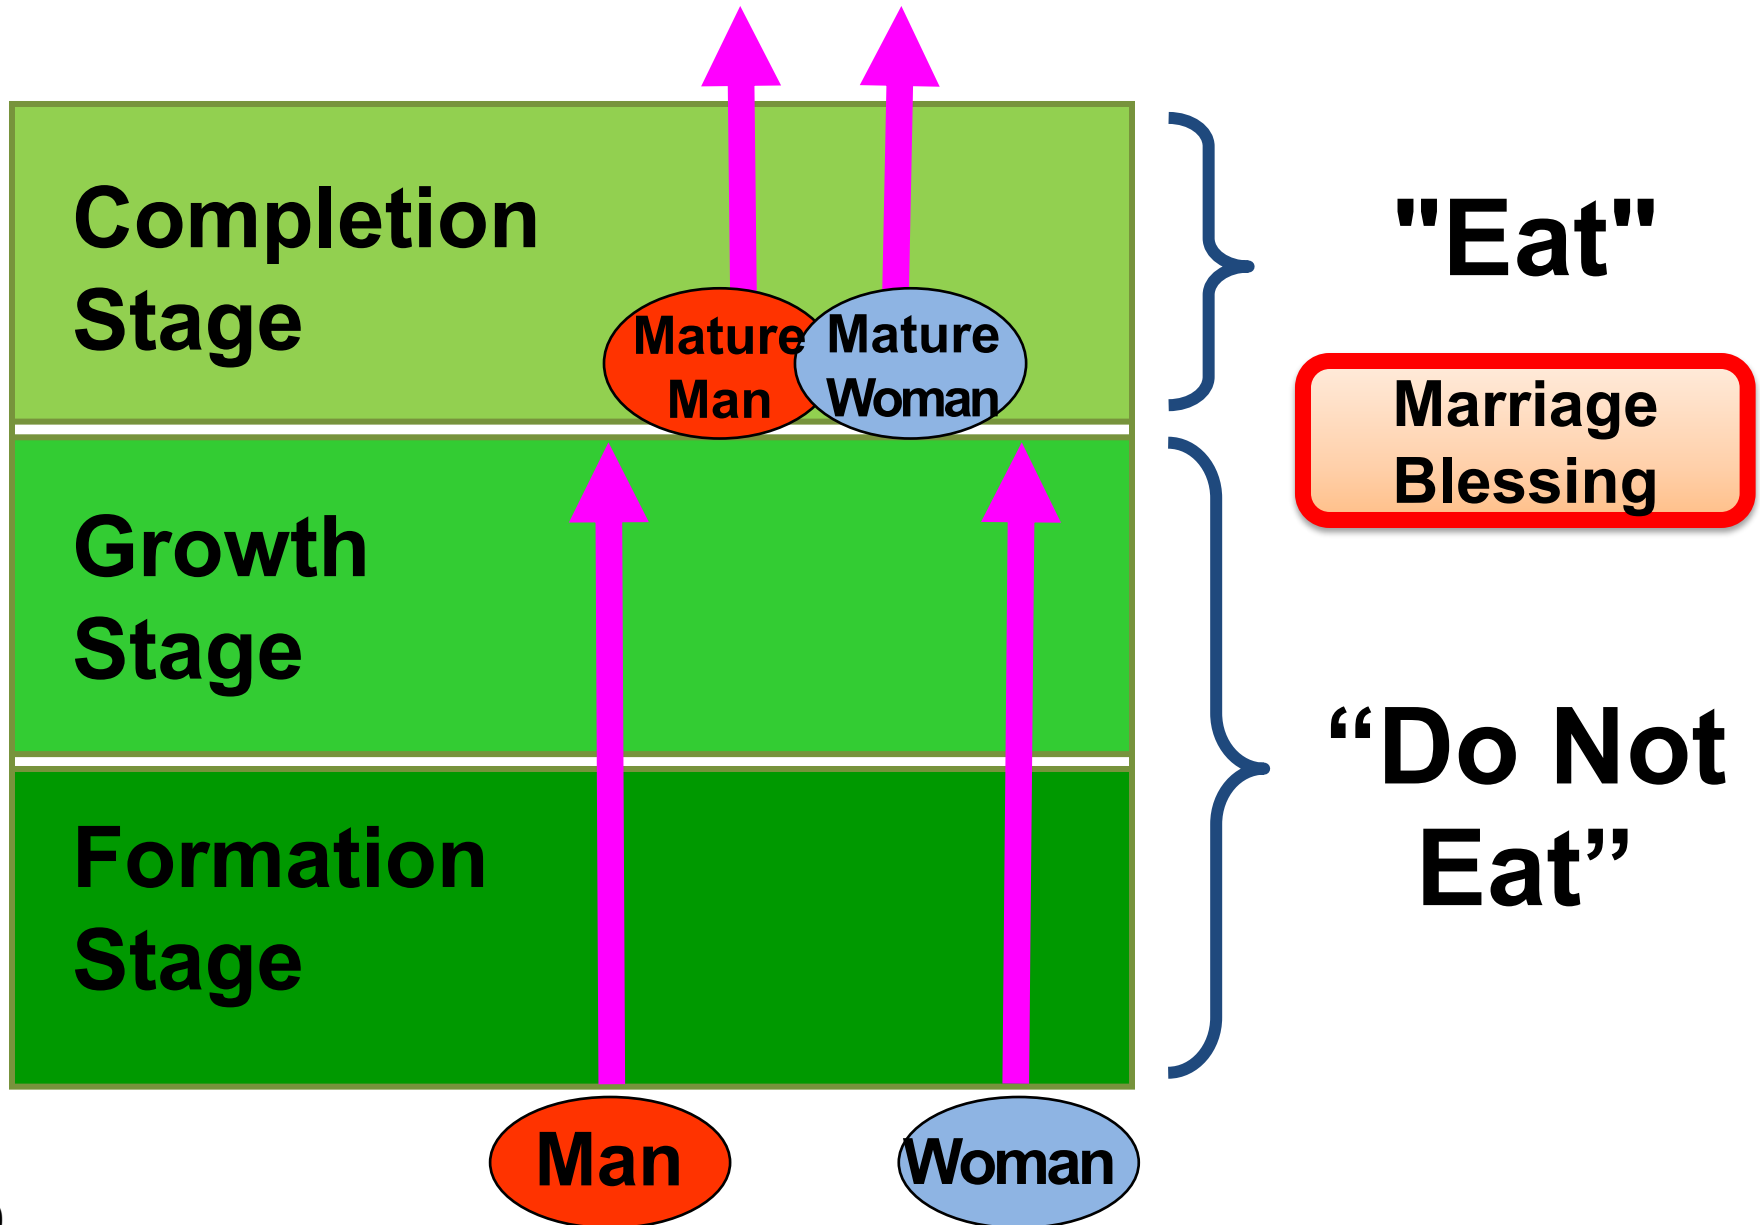 Completion
Stage
Mature
Man
Mature
Woman
"Eat"
Marriage
Blessing
Growth
Stage
“Do Not
Eat”
Formation
Stage
Man
Woman